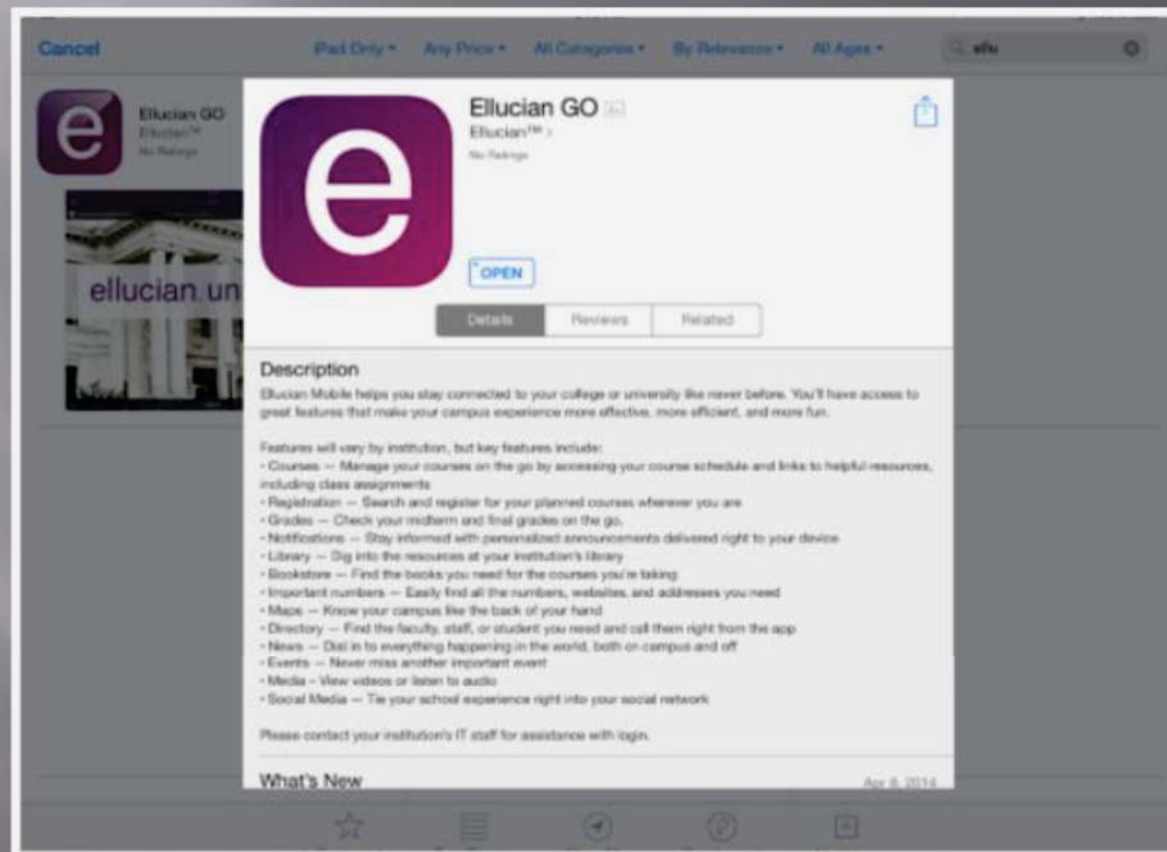 Cancel
iPad Only
Any Price
All Categories
By Relevance
All Ages
ellu
e
Ellucian GO
Ellucian™
No Ratings
ellucian un
e
Ellucian GO
Ellucian™ >
No Ratings
OPEN
Details
Reviews
Related
Description
Ellucian Mobile helps you stay connected to your college or university like never before. You'll have access to
great features that make your campus experience more effective, more efficient, and more fun.
Features will vary by institution, but key features include:
• Courses — Manage your courses on the go by accessing your course schedule and links to helpful resources,
including class assignments
• Registration — Search and register for your planned courses wherever you are
• Grades — Check your midterm and final grades on the go.
• Notifications — Stay informed with personalized announcements delivered right to your device
• Library — Dig into the resources at your institution's library
• Bookstore — Find the books you need for the courses you're taking
• Important numbers — Easily find all the numbers, websites, and addresses you need
• Maps — Know your campus like the back of your hand
• Directory — Find the faculty, staff, or student you need and call them right from the app
• News — Dial in to everything happening in the world, both on campus and off
• Events — Never miss another important event
• Media - View videos or listen to audio
• Social Media — Tie your school experience right into your social network
Please contact your institution's IT staff for assistance with login.
What's New
Apr 8, 2014